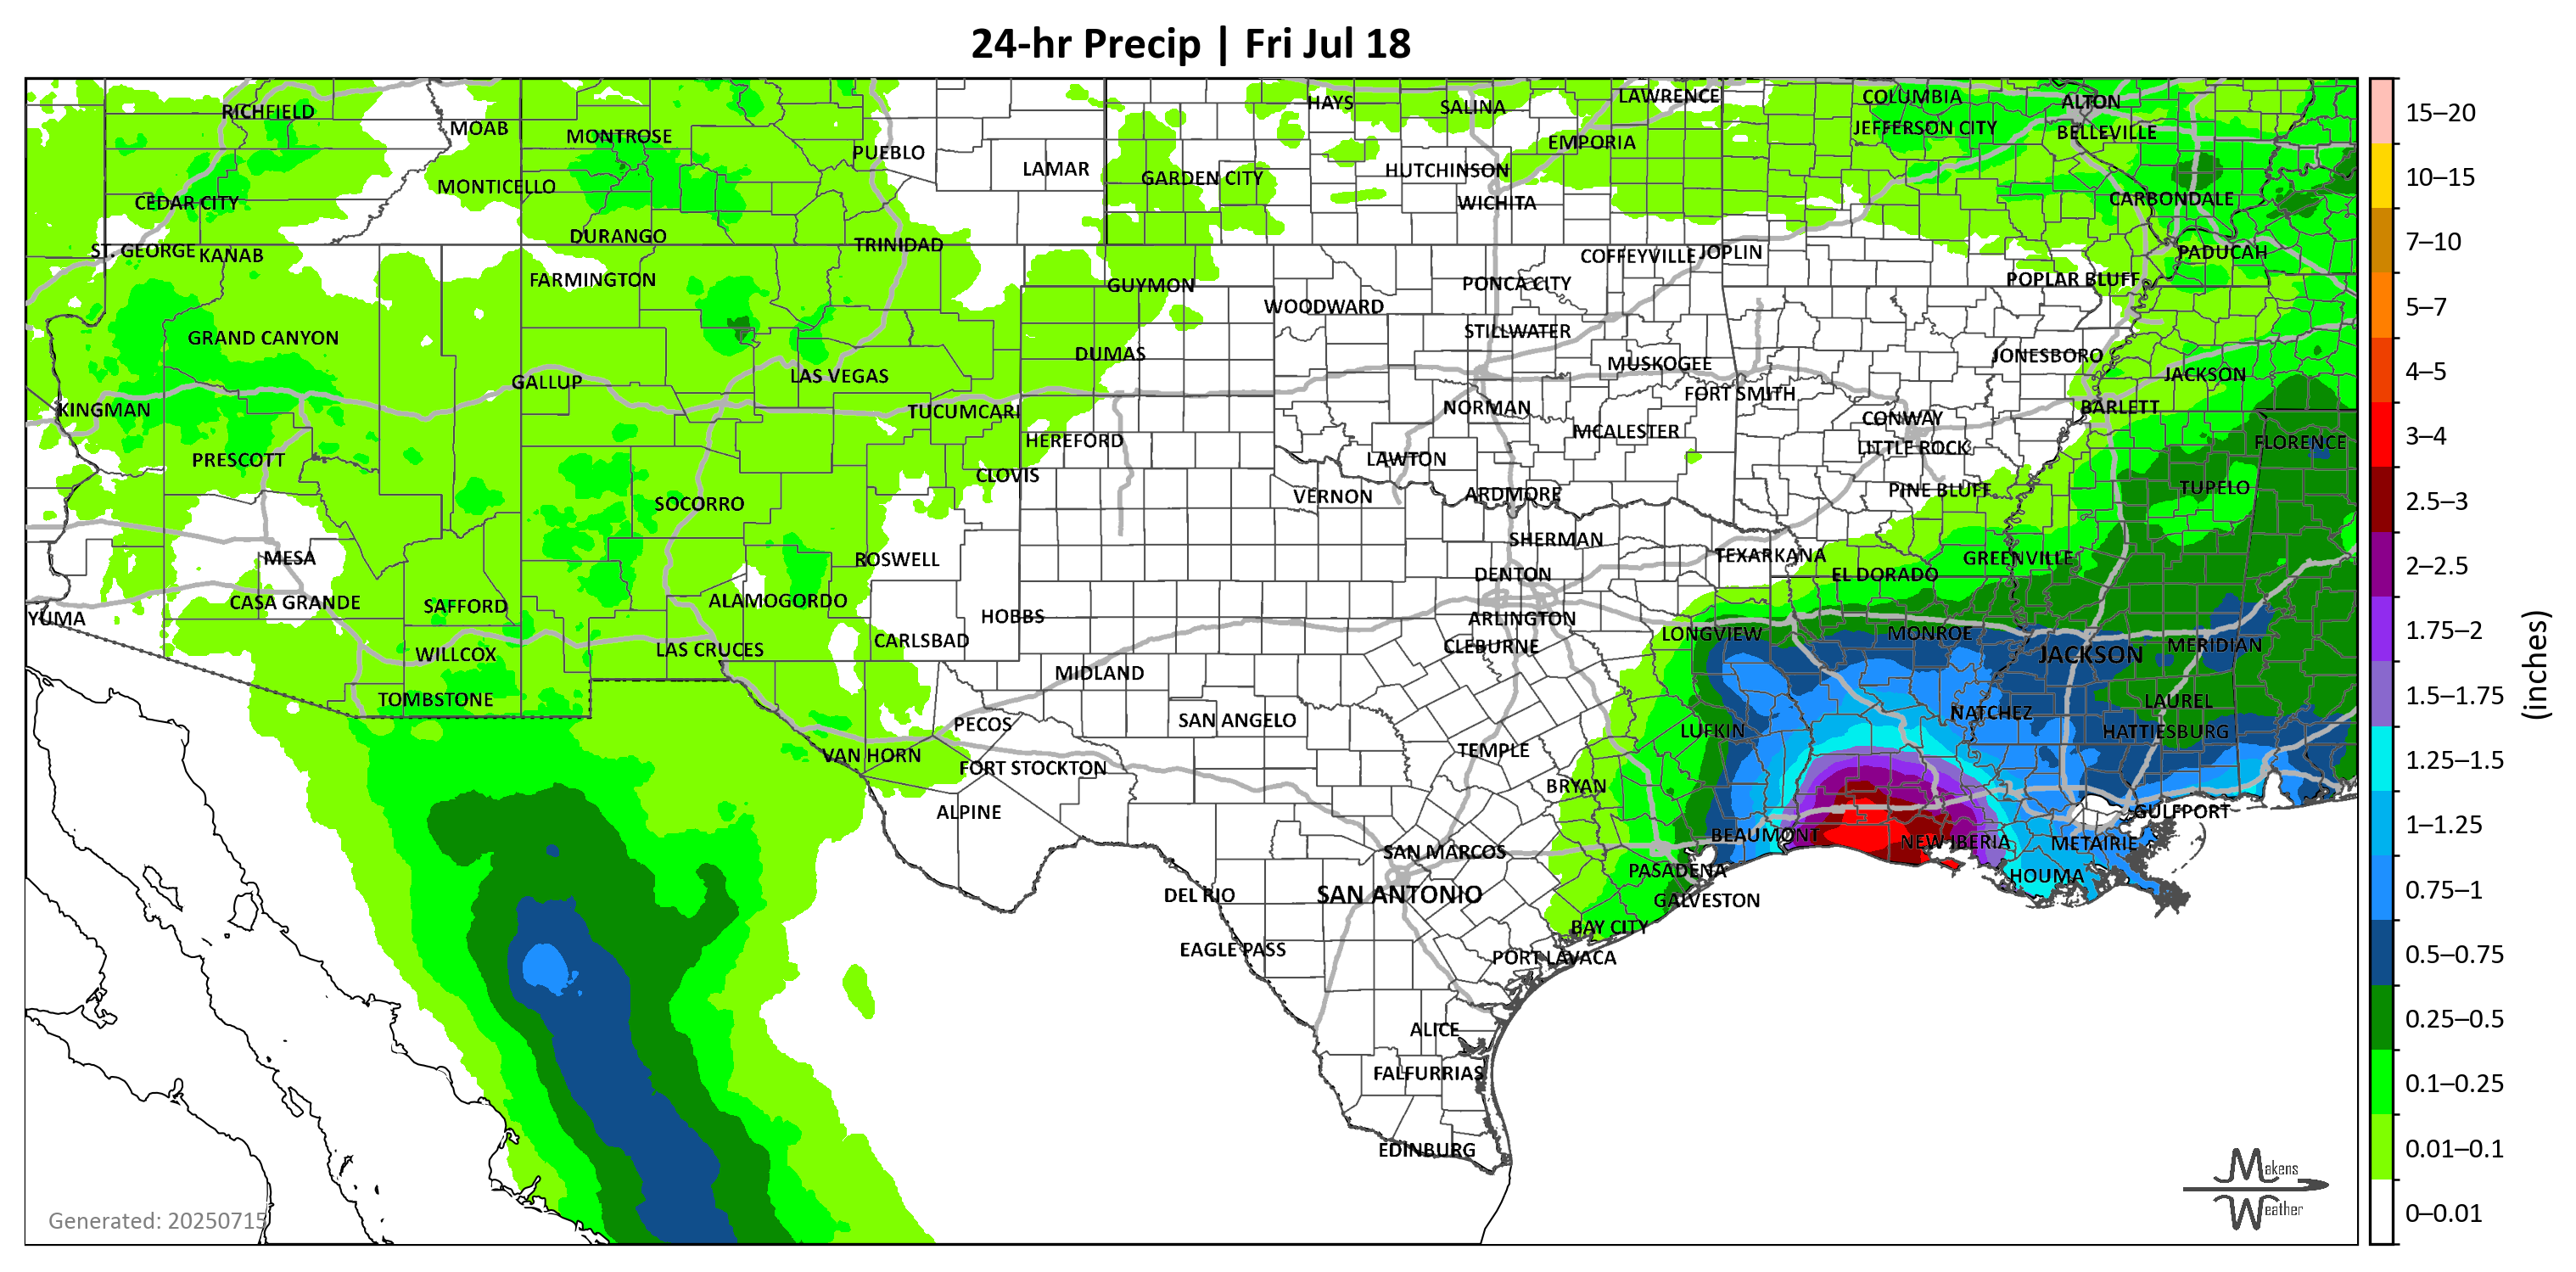 24-hr Precip | Fri Jul 18
RICHFIELD
MOAB
MONTROSE
PUEBLO
LAMAR
HAYS
SALINA
LAWRENCE
COLUMBIA
ALTON
JEFFERSON CITY
BELLEVILLE
EMPORIA
HUTCHINSON
GARDEN CITY
MONTICELLO
CEDAR CITY
WICHITA
CARBONDALE
DURANGO
TRINIDAD
ST. GEORGE
KANAB
COFFEYVILLE
JOPLIN
PADUCAH
FARMINGTON
GUYMON
PONCA CITY
POPLAR BLUFF
WOODWARD
GRAND CANYON
STILLWATER
DUMAS
JONESBORO
MUSKOGEE
LAS VEGAS
JACKSON
GALLUP
FORT SMITH
KINGMAN
TUCUMCARI
NORMAN
BARLETT
CONWAY
HEREFORD
MCALESTER
LITTLE ROCK
FLORENCE
PRESCOTT
LAWTON
CLOVIS
TUPELO
PINE BLUFF
VERNON
ARDMORE
SOCORRO
SHERMAN
MESA
ROSWELL
TEXARKANA
GREENVILLE
DENTON
EL DORADO
CASA GRANDE
SAFFORD
ALAMOGORDO
YUMA
HOBBS
ARLINGTON
LONGVIEW
MONROE
CARLSBAD
CLEBURNE
MERIDIAN
WILLCOX
LAS CRUCES
JACKSON
MIDLAND
TOMBSTONE
LAUREL
PECOS
SAN ANGELO
NATCHEZ
LUFKIN
HATTIESBURG
VAN HORN
TEMPLE
FORT STOCKTON
BRYAN
ALPINE
GULFPORT
BEAUMONT
NEW IBERIA
METAIRIE
SAN MARCOS
PASADENA
HOUMA
DEL RIO
SAN ANTONIO
GALVESTON
BAY CITY
EAGLE PASS
PORT LAVACA
ALICE
FALFURRIAS
EDINBURG
Generated: 20250715
Makens
Weather
15–20
10–15
7–10
5–7
4–5
3–4
2.5–3
2–2.5
1.75–2
1.5–1.75
1.25–1.5
1–1.25
0.75–1
0.5–0.75
0.25–0.5
0.1–0.25
0.01–0.1
0–0.01
(inches)